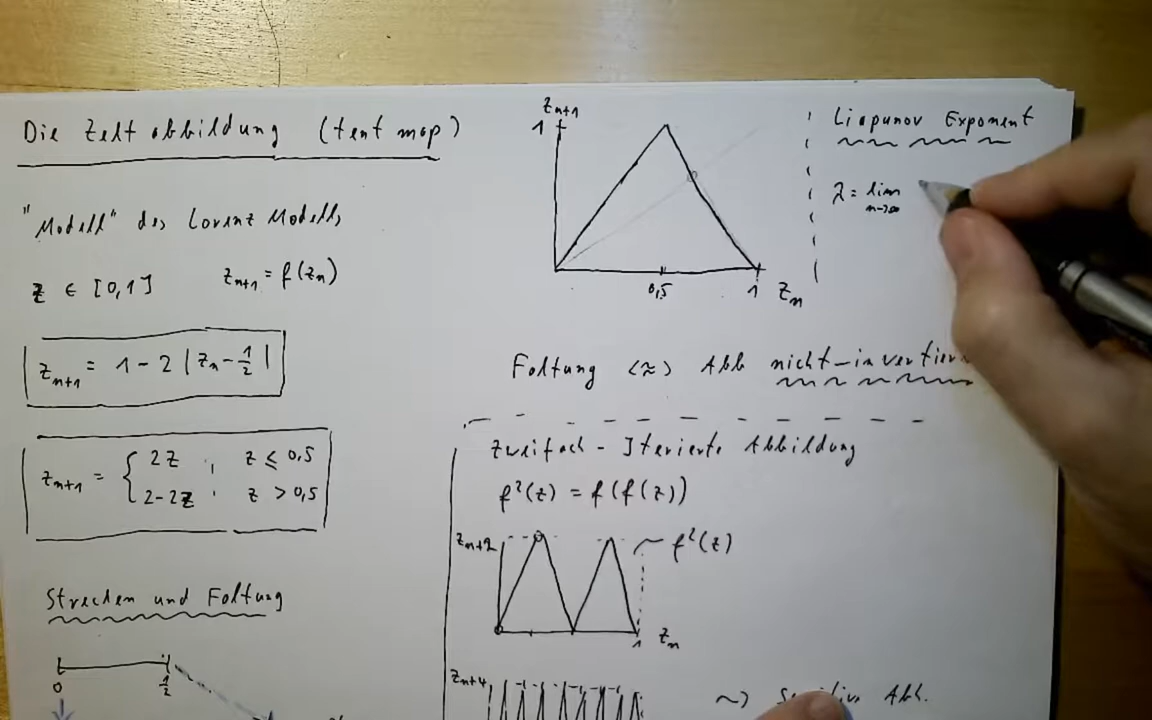 Die Zeltabbildung (tent map)
"Modell" des Lorenz Modells
z ∈ [0,1] z_{n+1} = f(z_n)
z_{n+1} = 1 - 2 |z_n - 1/2|
z_{n+1} = { 2z , z ≤ 0,5
2-2z , z > 0,5
Strecken und Faltung
0 1/2
z_{n+1}
1
0,5 1 z_n
Faltung <≈> Abb nicht-invertier
Zweifach-Iterierte Abbildung
f²(z) = f(f(z))
z_{n+2} f²(z)
1 z_n
z_{n+4}
~) Abh.
Liapunov Exponent
λ = lim
n→∞